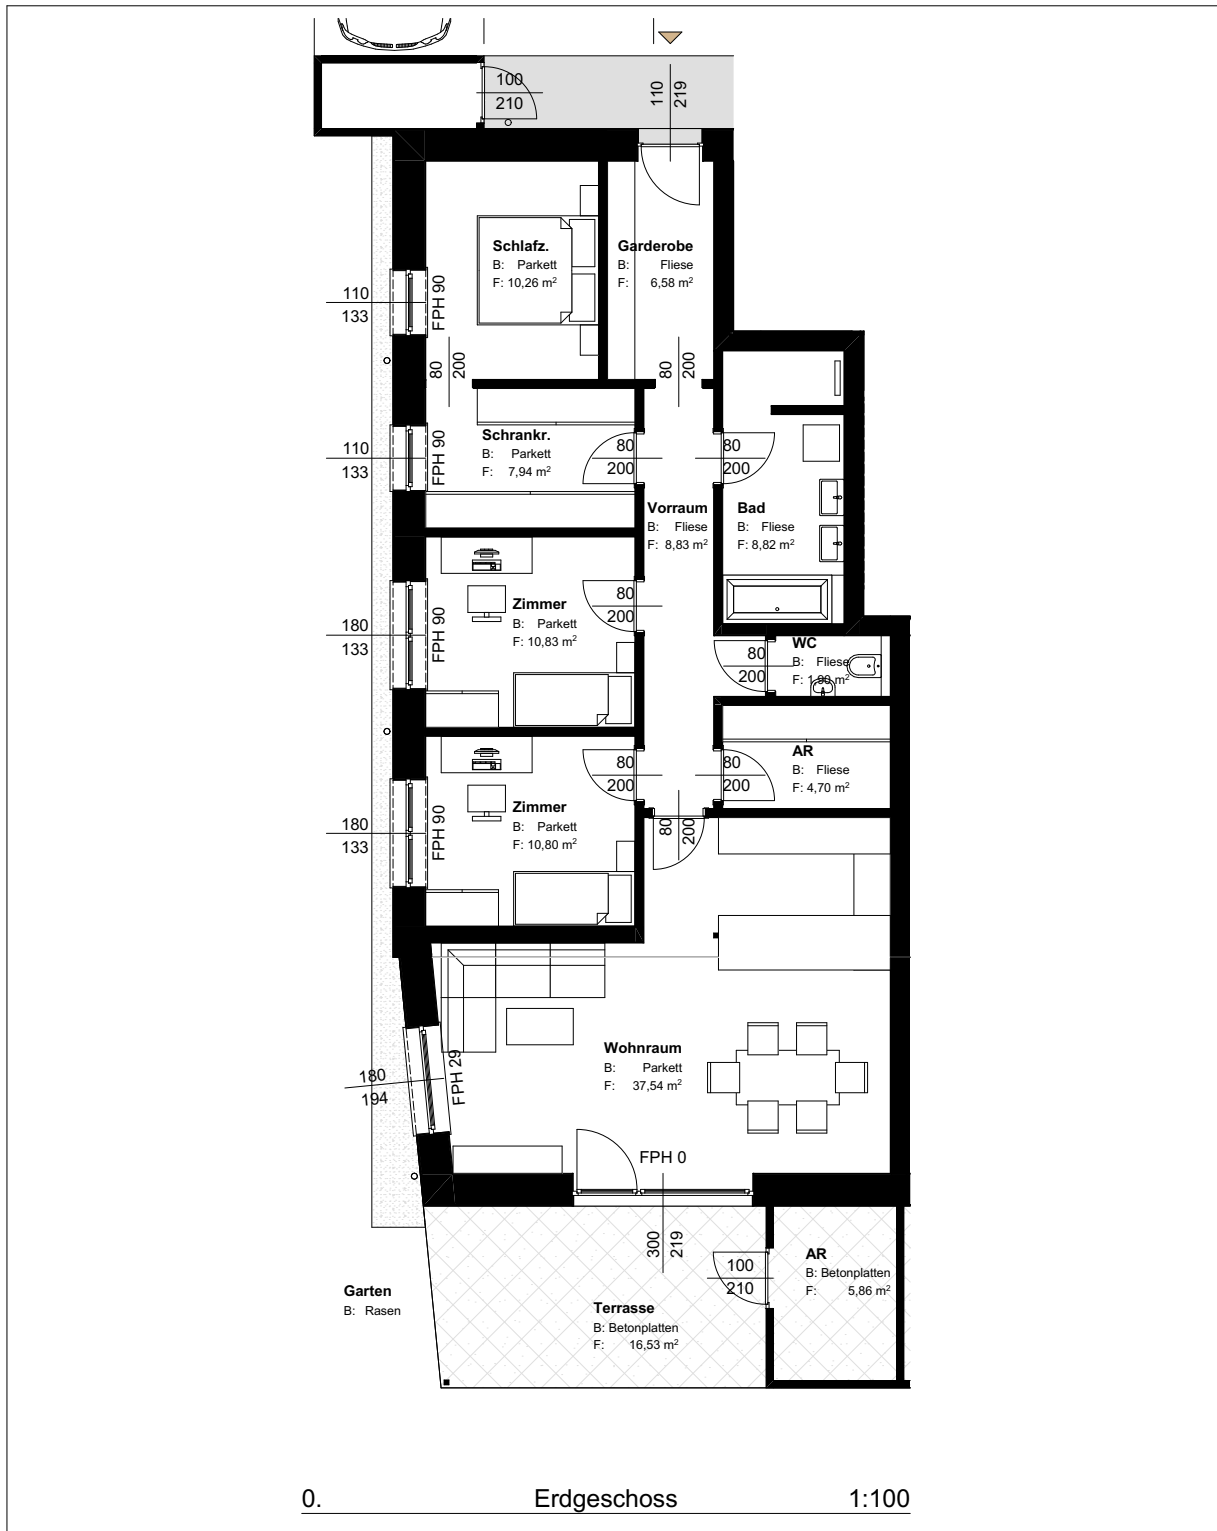 100
210
110
219
Schlafz.
B: Parkett
F: 10,26 m²
Garderobe
B: Fliese
F: 6,58 m²
110
133
FPH 90
80
200
80
200
Schrankr.
B: Parkett
F: 7,94 m²
80
200
80
200
110
133
FPH 90
Vorraum
B: Fliese
F: 8,83 m²
Bad
B: Fliese
F: 8,82 m²
Zimmer
B: Parkett
F: 10,83 m²
80
200
180
133
FPH 90
80
200
WC
B: Fliese
F: 1,90 m²
80
200
80
200
AR
B: Fliese
F: 4,70 m²
Zimmer
B: Parkett
F: 10,80 m²
180
133
FPH 90
80
200
Wohnraum
B: Parkett
F: 37,54 m²
180
194
FPH 29
FPH 0
300
219
100
210
AR
B: Betonplatten
F: 5,86 m²
Garten
B: Rasen
Terrasse
B: Betonplatten
F: 16,53 m²
0. Erdgeschoss 1:100